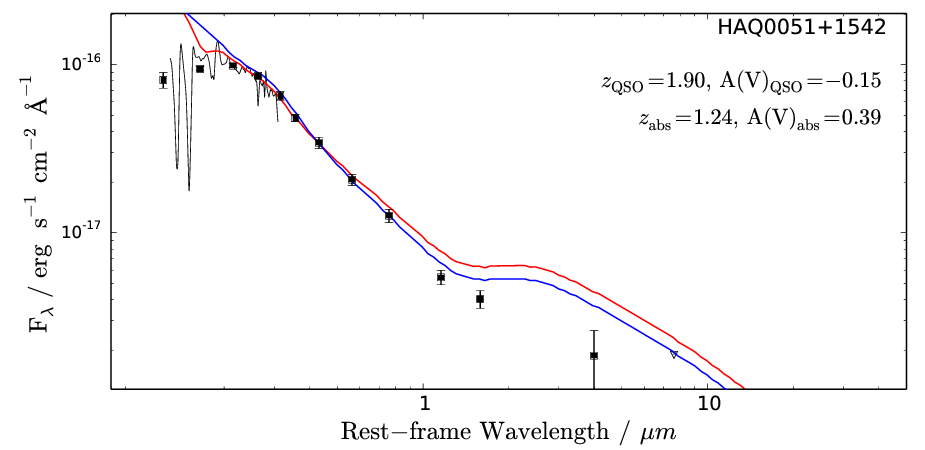 HAQ0051+1542
z_QSO=1.90, A(V)_QSO=−0.15
z_abs=1.24, A(V)_abs=0.39
10^-16
10^-17
F_λ / erg s^−1 cm^−2 Å^−1
1 10
Rest−frame Wavelength / μm